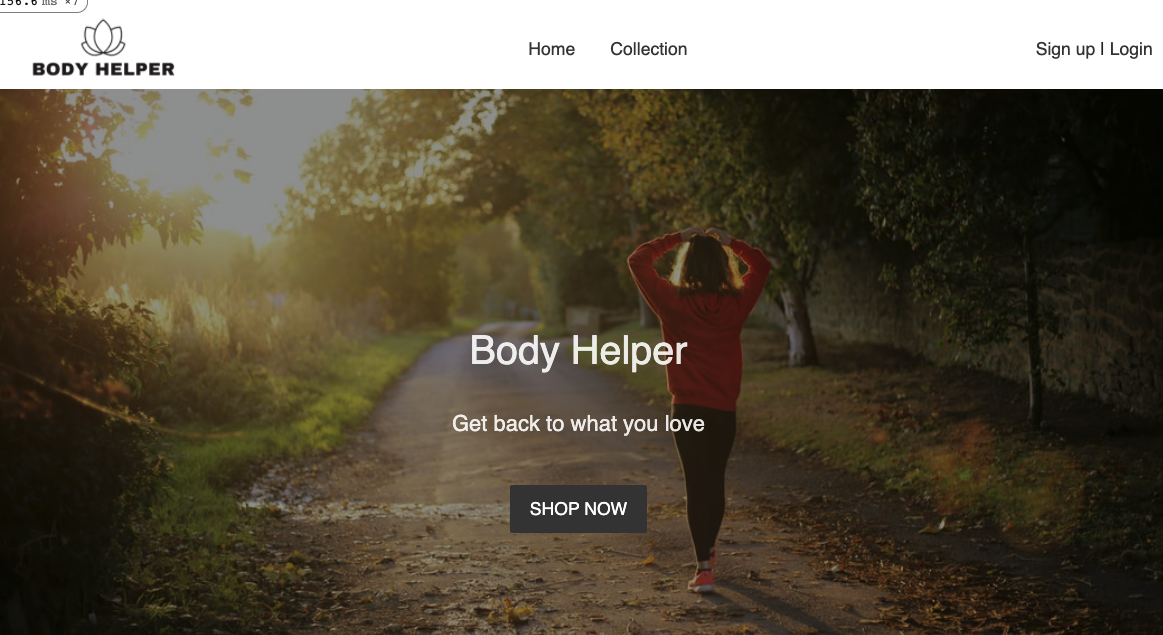 156.6 ms ×7
BODY HELPER
Home Collection
Sign up I Login
Body Helper
Get back to what you love
SHOP NOW